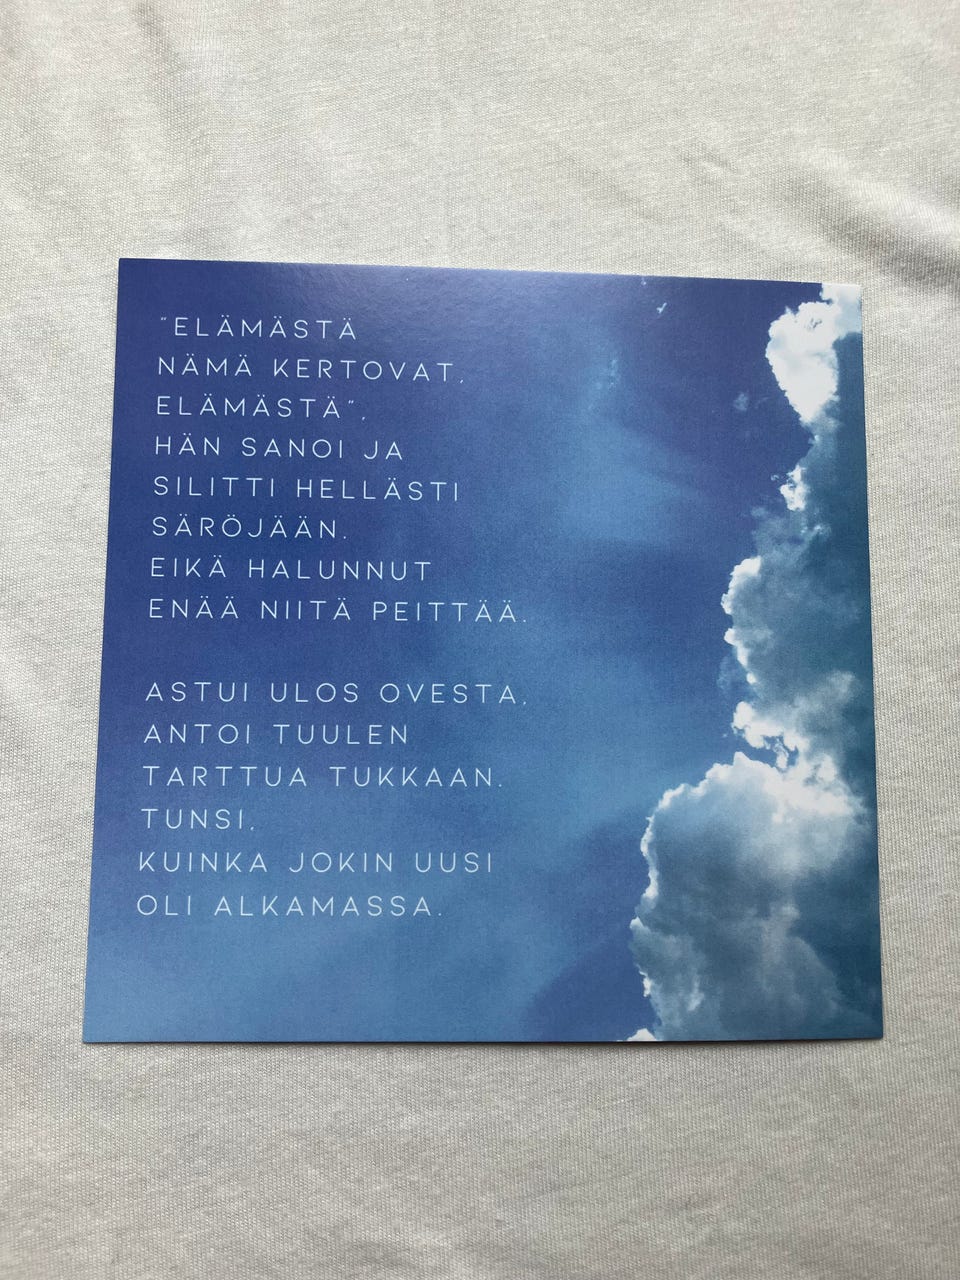 "ELÄMÄSTÄ
NÄMÄ KERTOVAT,
ELÄMÄSTÄ",
HÄN SANOI JA
SILITTI HELLÄSTI
SÄRÖJÄÄN.
EIKÄ HALUNNUT
ENÄÄ NIITÄ PEITTÄÄ.
ASTUI ULOS OVESTA,
ANTOI TUULEN
TARTTUA TUKKAAN.
TUNSI,
KUINKA JOKIN UUSI
OLI ALKAMASSA.